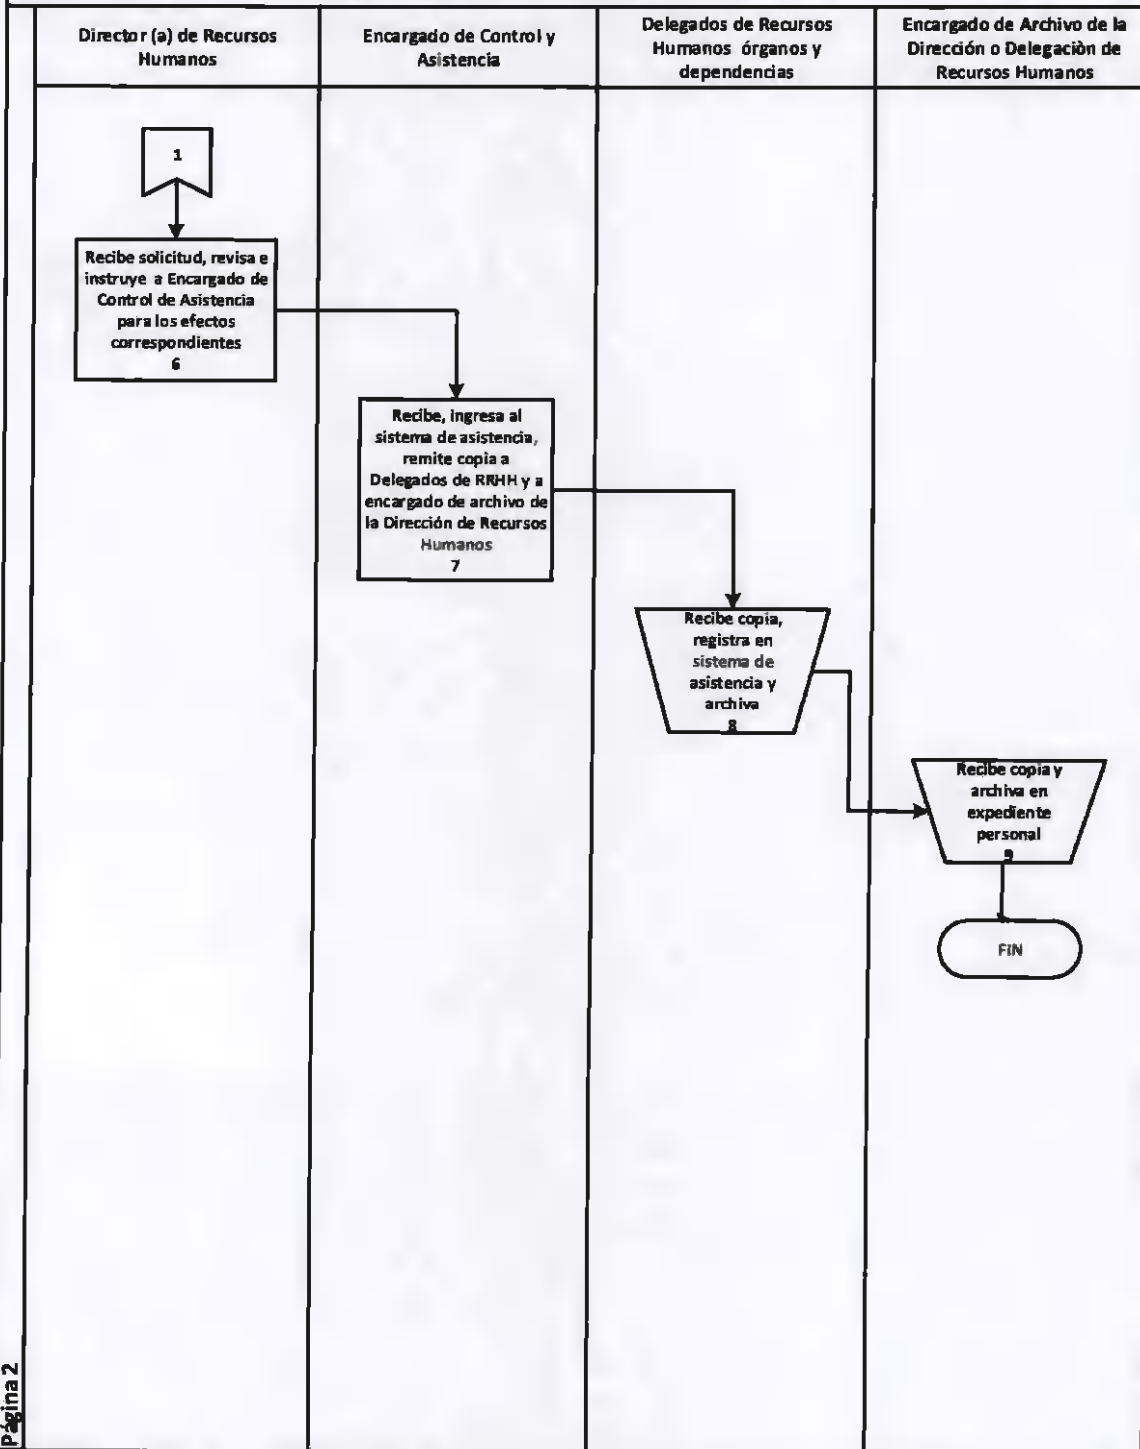 Director (a) de Recursos
Humanos
Encargado de Control y
Asistencia
Delegados de Recursos
Humanos órganos y
dependencias
Encargado de Archivo de la
Dirección o Delegaciòn de
Recursos Humanos
1
Recibe solicitud, revisa e
instruye a Encargado de
Control de Asistencia
para los efectos
correspondientes
6
Recibe, ingresa al
sistema de asistencia,
remite copia a
Delegados de RRHH y a
encargado de archivo de
la Dirección de Recursos
Humanos
7
Recibe copia,
registra en
sistema de
asistencia y
archiva
8
Recibe copia y
archiva en
expediente
personal
9
FIN
Página 2